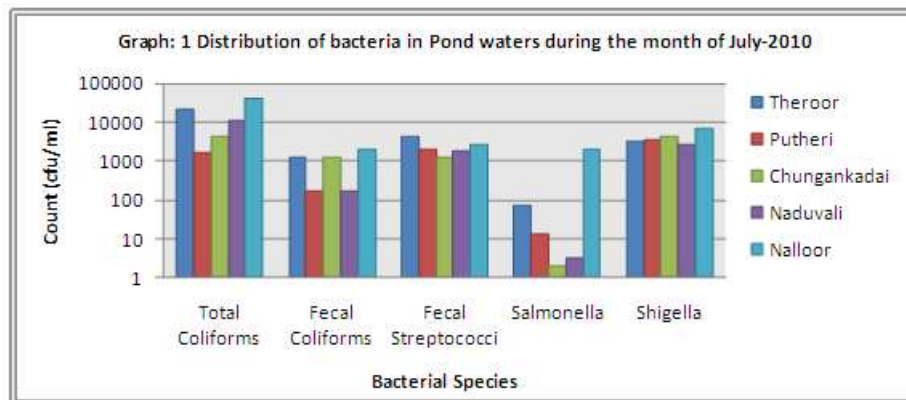 Graph: 1 Distribution of bacteria in Pond waters during the month of July-2010
Count (cfu/ml)
100000
10000
1000
100
10
1
Total Coliforms
Fecal Coliforms
Fecal Streptococci
Salmonella
Shigella
Bacterial Species
Theroor
Putheri
Chungankadai
Naduvali
Nalloor